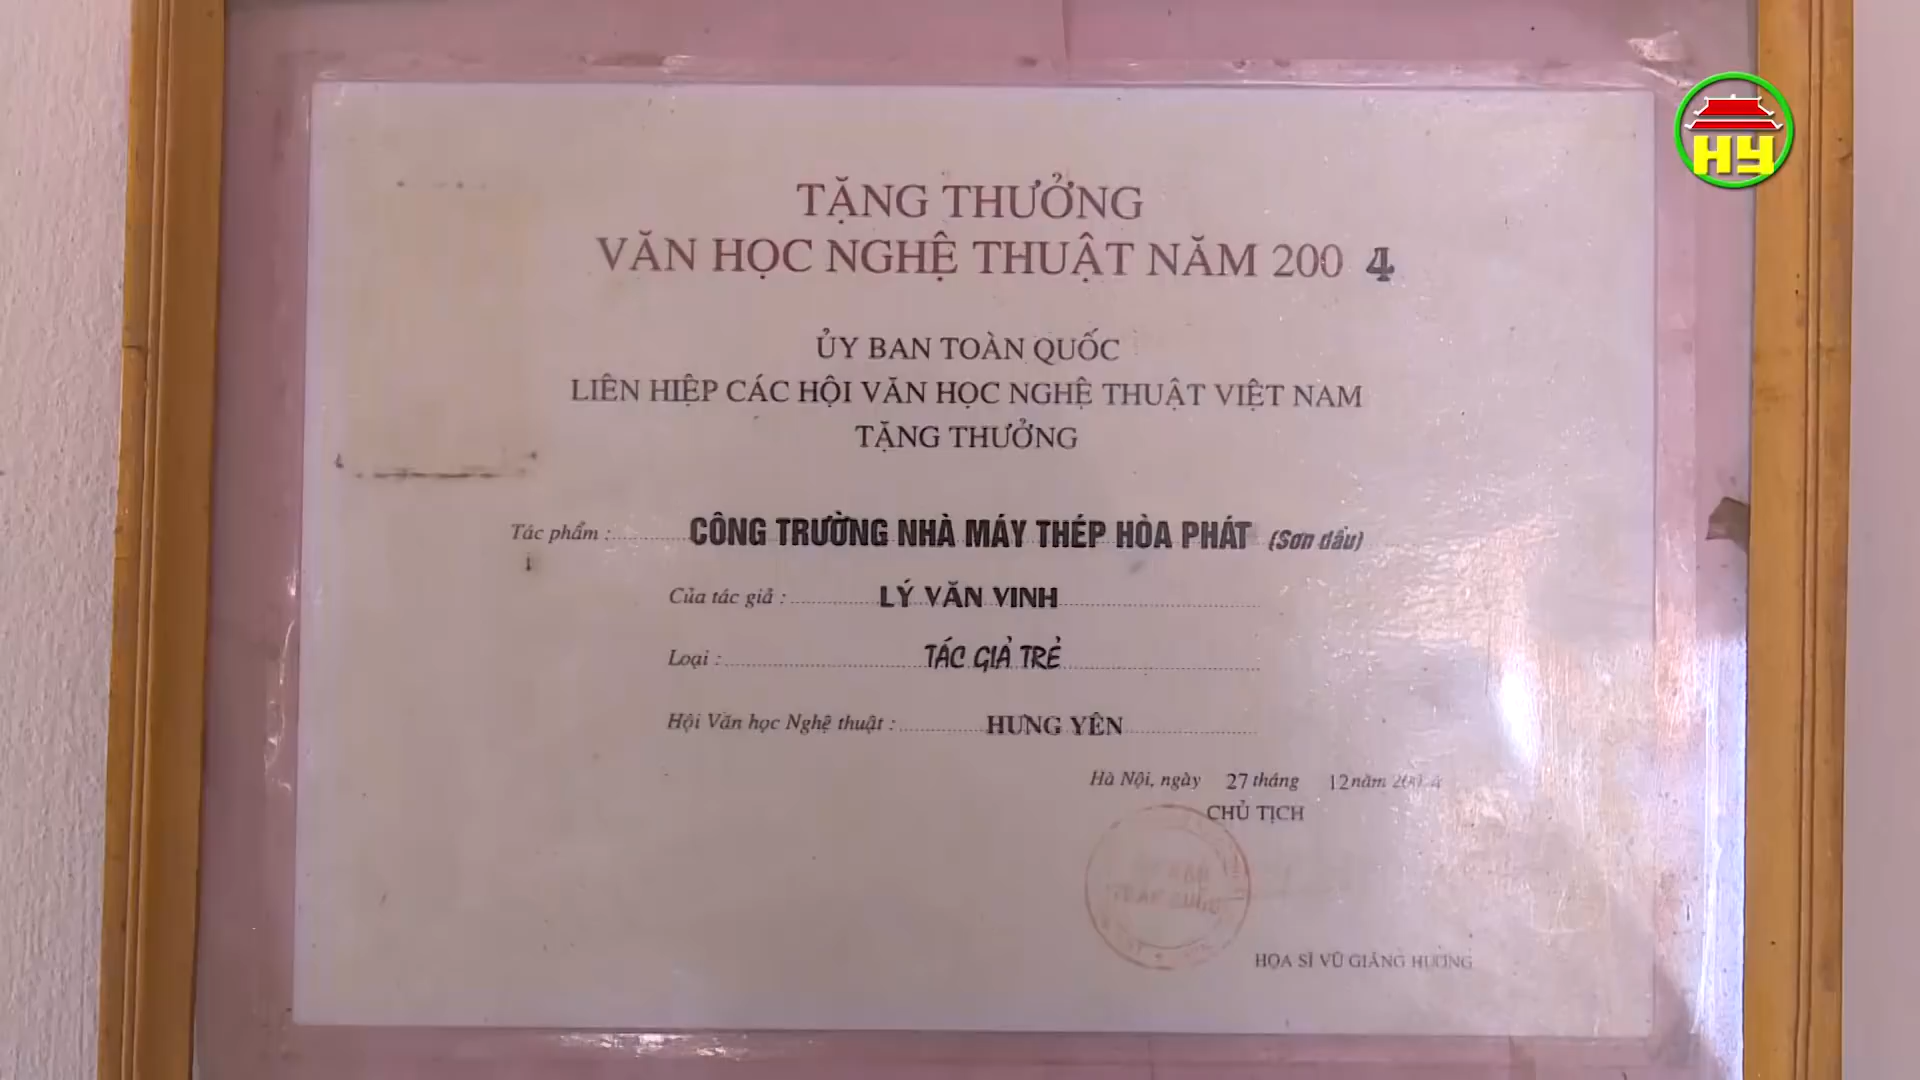 HY
TẶNG THƯỞNG
VĂN HỌC NGHỆ THUẬT NĂM 200 4
ỦY BAN TOÀN QUỐC
LIÊN HIỆP CÁC HỘI VĂN HỌC NGHỆ THUẬT VIỆT NAM
TẶNG THƯỞNG
Tác phẩm : CÔNG TRƯỜNG NHÀ MÁY THÉP HÒA PHÁT (Sơn dầu)
Của tác giả : LÝ VĂN VINH
Loại : TÁC GIẢ TRẺ
Hội Văn học Nghệ thuật : HƯNG YÊN
Hà Nội, ngày 27 tháng 12 năm 2004
CHỦ TỊCH
HỌA SĨ VŨ GIÁNG HƯƠNG